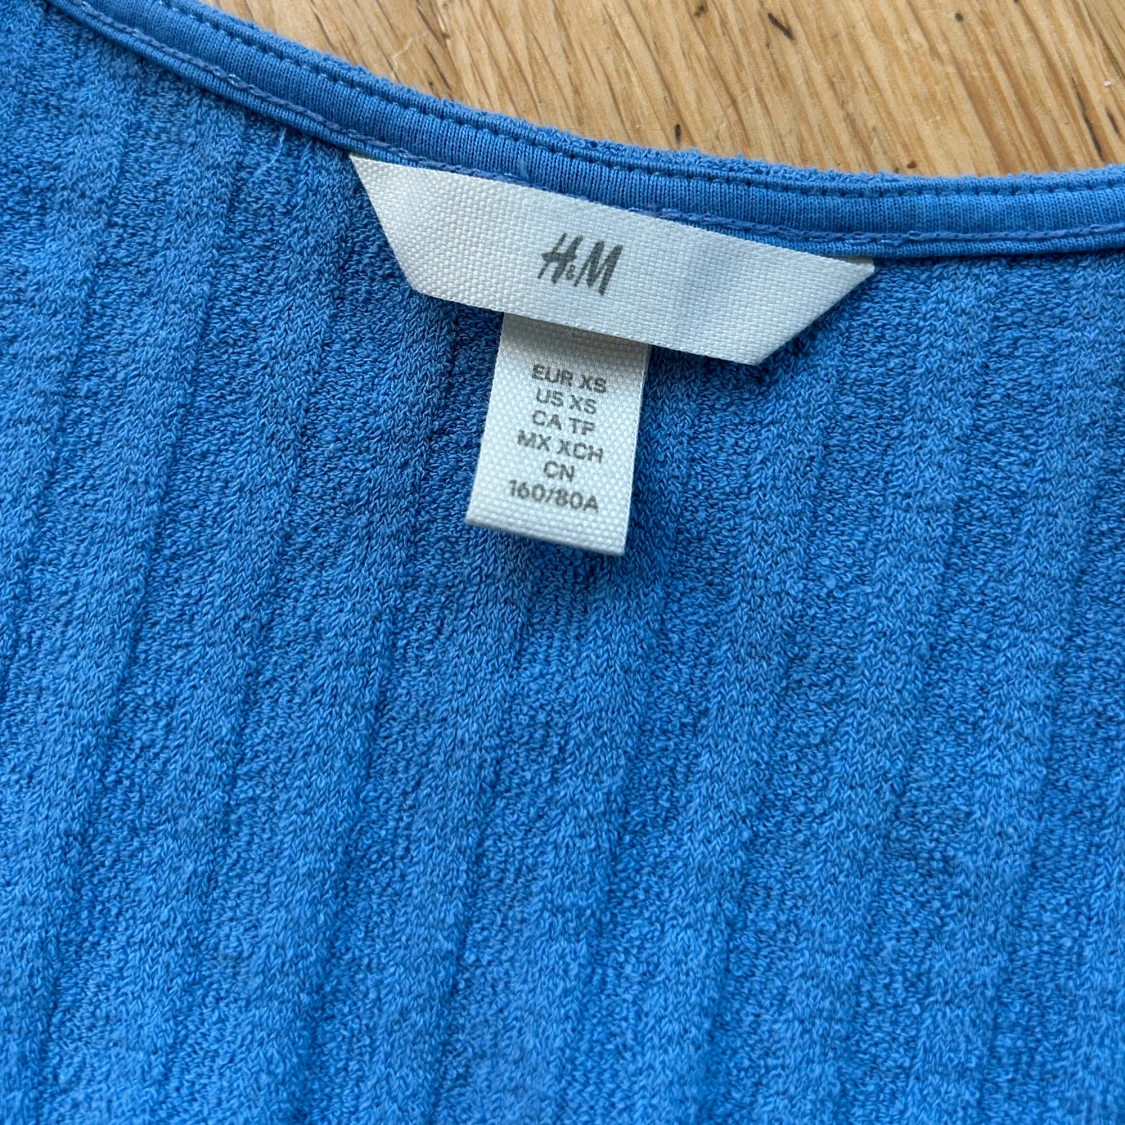 H&M
EUR XS
US XS
CA TP
MX XCH
CN
160/80A